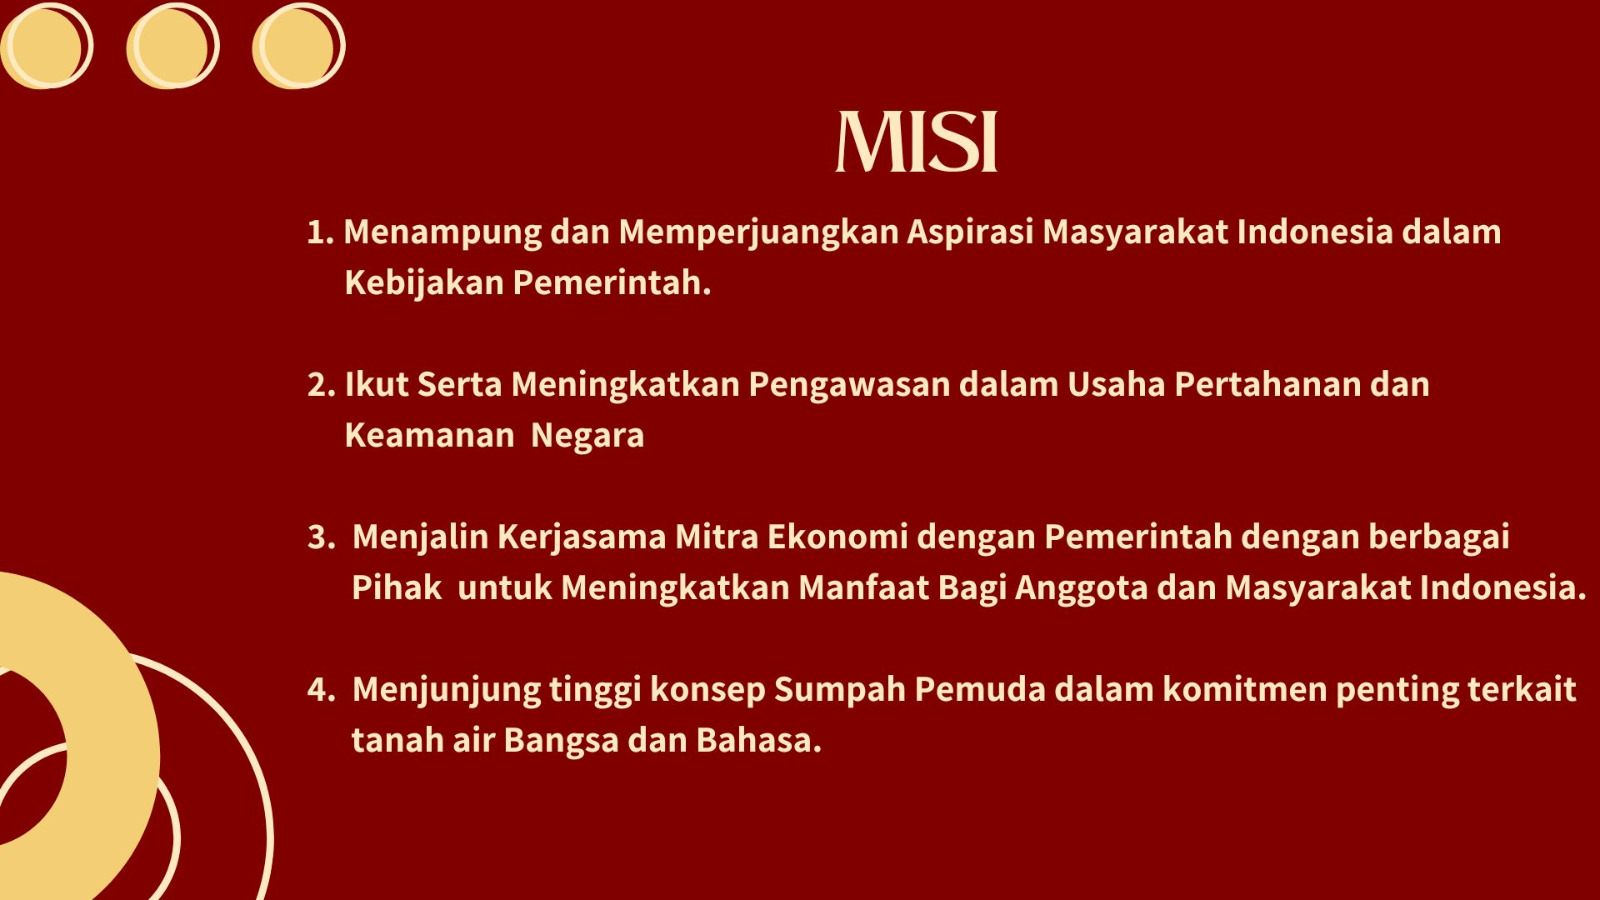 MISI
1. Menampung dan Memperjuangkan Aspirasi Masyarakat Indonesia dalam
Kebijakan Pemerintah.
2. Ikut Serta Meningkatkan Pengawasan dalam Usaha Pertahanan dan
Keamanan  Negara
3.  Menjalin Kerjasama Mitra Ekonomi dengan Pemerintah dengan berbagai
Pihak  untuk Meningkatkan Manfaat Bagi Anggota dan Masyarakat Indonesia.
4.  Menjunjung tinggi konsep Sumpah Pemuda dalam komitmen penting terkait
tanah air Bangsa dan Bahasa.